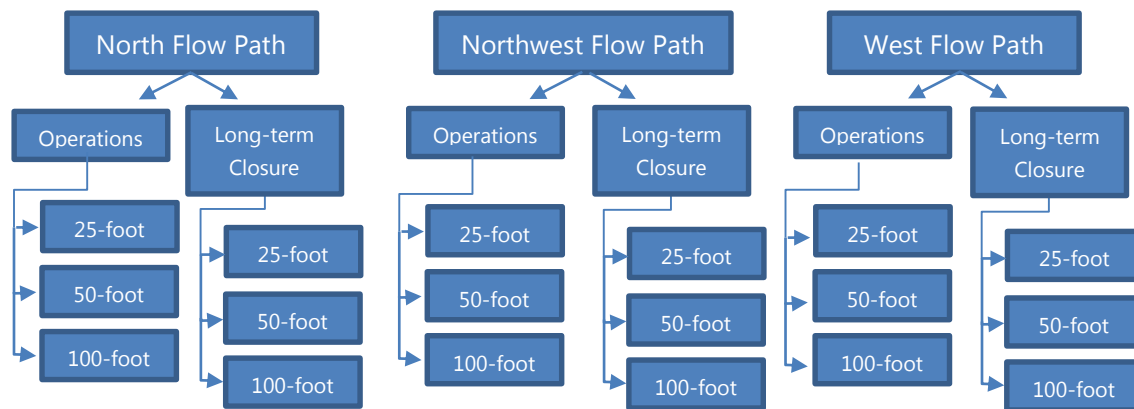 North Flow Path
Operations
25-foot
50-foot
100-foot
Long-term
Closure
25-foot
50-foot
100-foot
Northwest Flow Path
Operations
25-foot
50-foot
100-foot
Long-term
Closure
25-foot
50-foot
100-foot
West Flow Path
Operations
25-foot
50-foot
100-foot
Long-term
Closure
25-foot
50-foot
100-foot